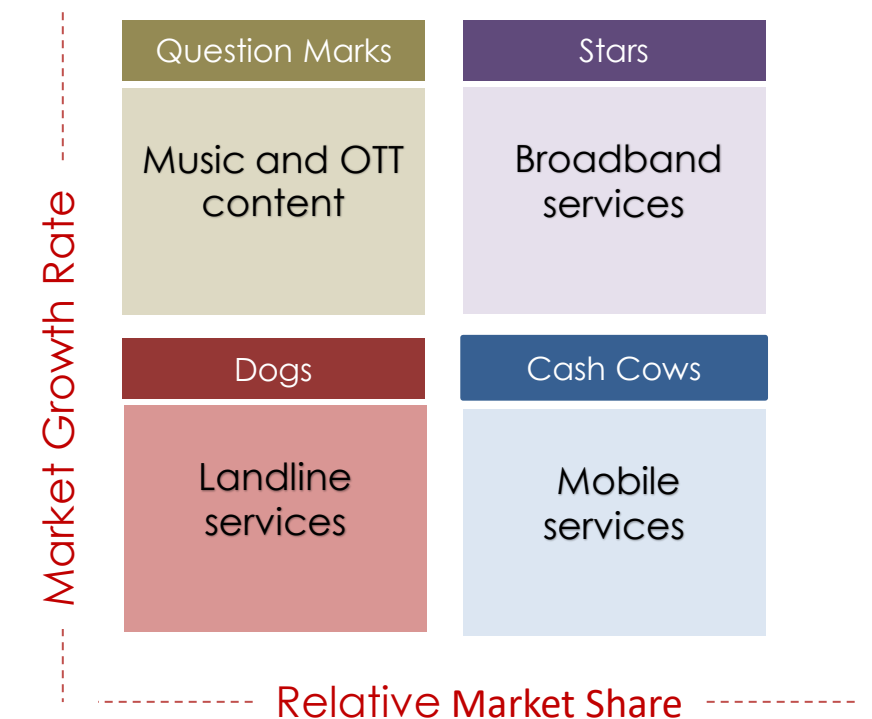 Question Marks
Stars
Music and OTT
content
Broadband
services
Market Growth Rate
Dogs
Cash Cows
Landline
services
Mobile
services
Relative Market Share